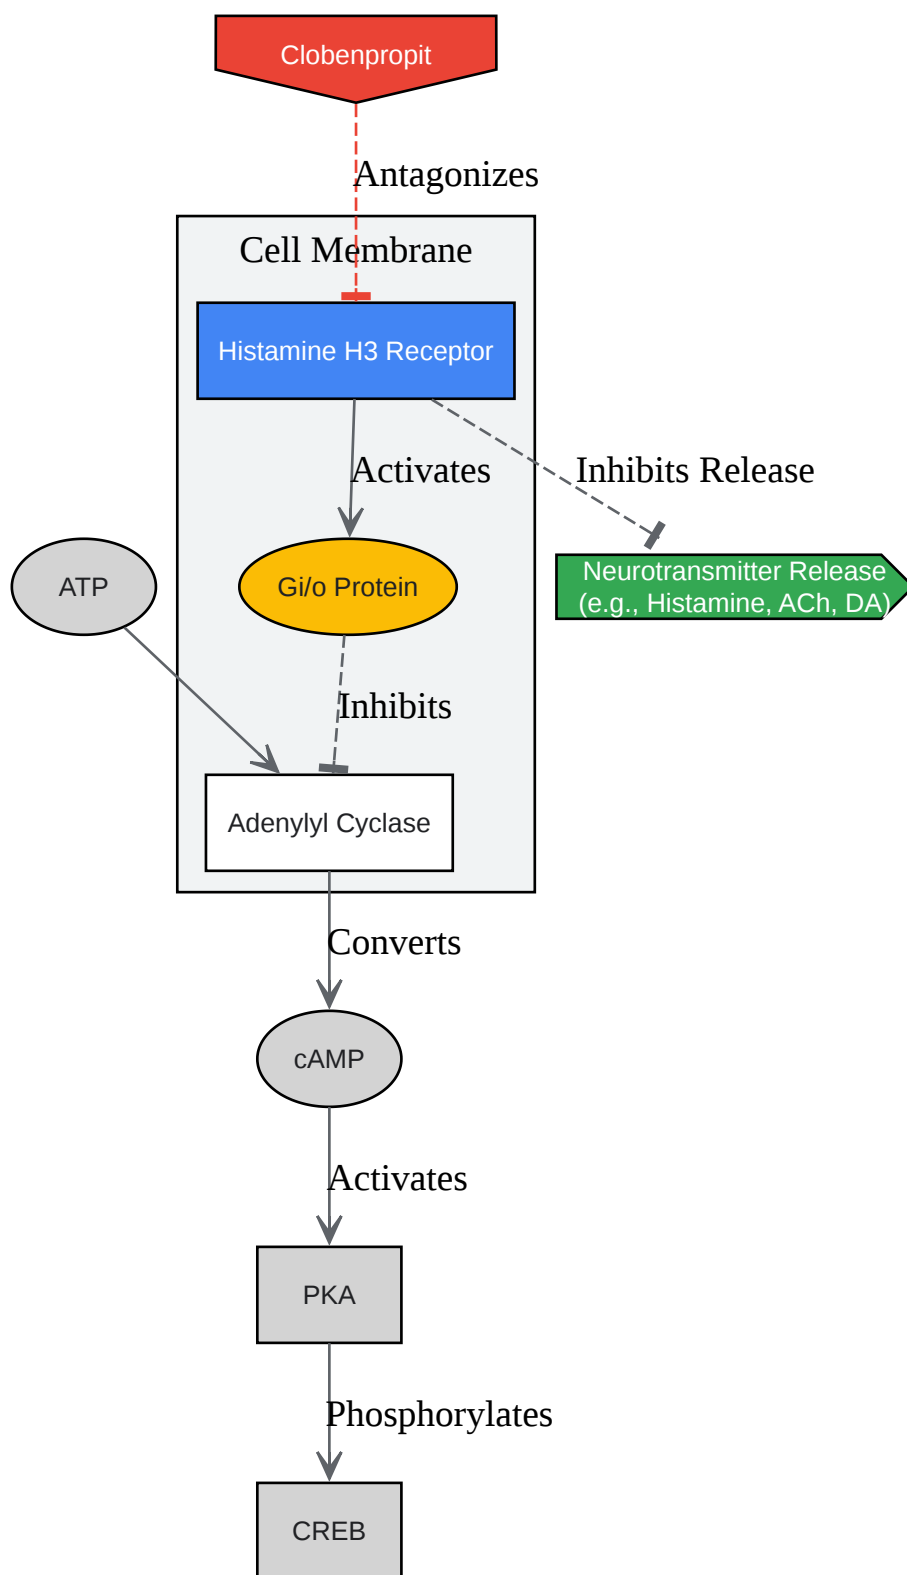 Clobenpropit
Antagonizes
Cell Membrane
Histamine H3 Receptor
Activates
Inhibits Release
ATP
Gi/o Protein
Neurotransmitter Release
(e.g., Histamine, ACh, DA)
Inhibits
Adenylyl Cyclase
Converts
cAMP
Activates
PKA
Phosphorylates
CREB